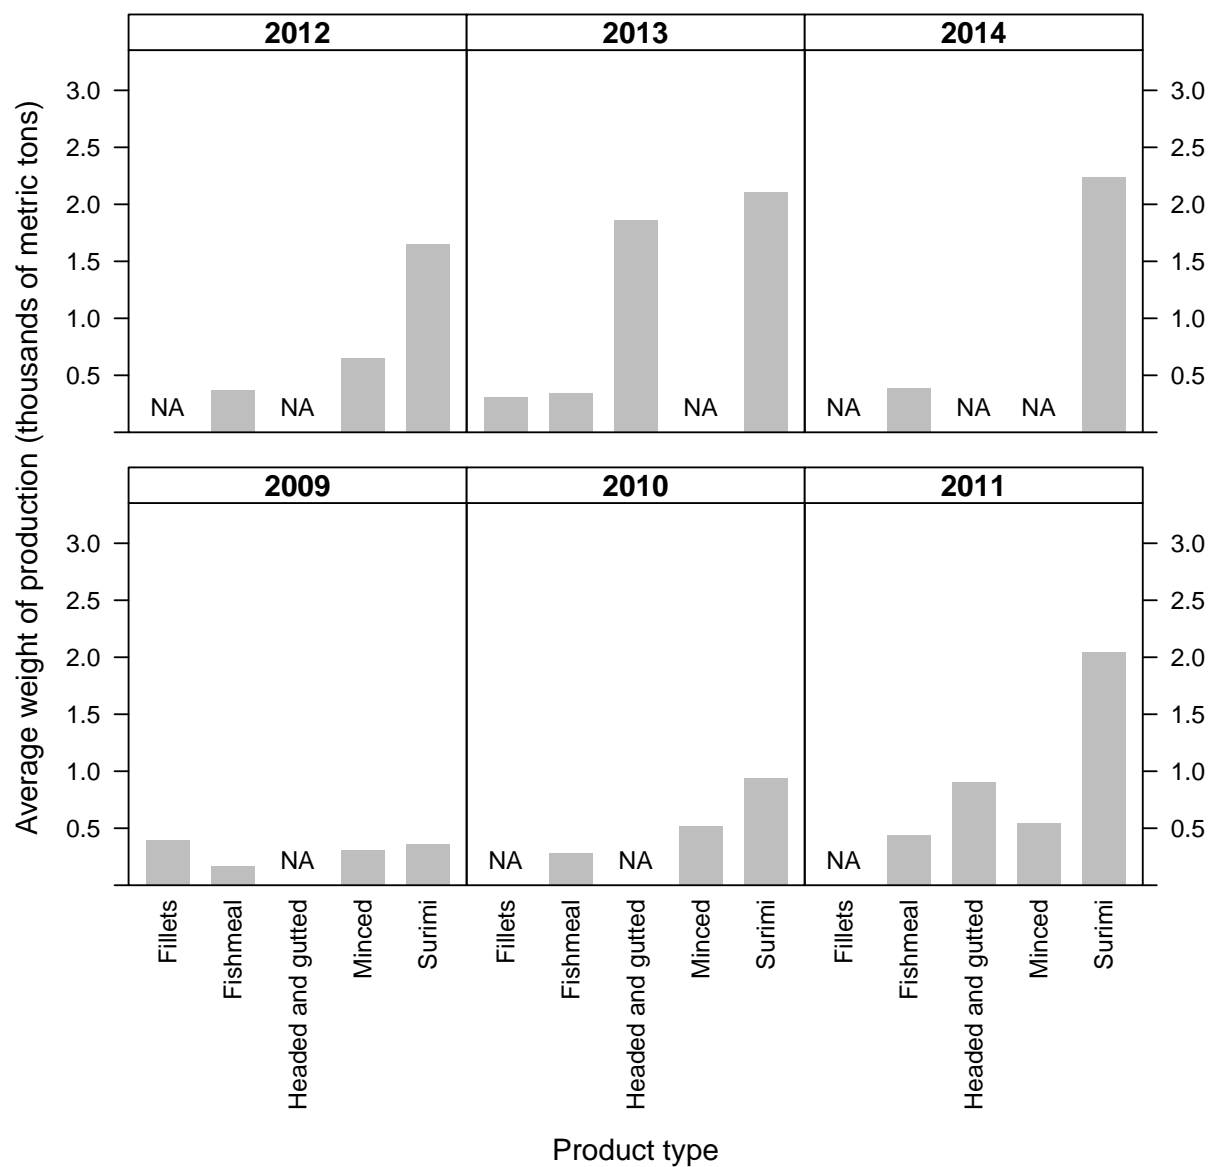 2012 2013 2014
3.0 3.0
2.5 2.5
2.0 2.0
1.5 1.5
1.0 1.0
0.5 0.5
NA NA NA NA NA NA
2009 2010 2011
3.0 3.0
2.5 2.5
2.0 2.0
1.5 1.5
1.0 1.0
0.5 0.5
NA NA NA NA
Fillets
Fishmeal
Headed and gutted
Minced
Surimi
Fillets
Fishmeal
Headed and gutted
Minced
Surimi
Fillets
Fishmeal
Headed and gutted
Minced
Surimi
Average weight of production (thousands of metric tons)
Product type